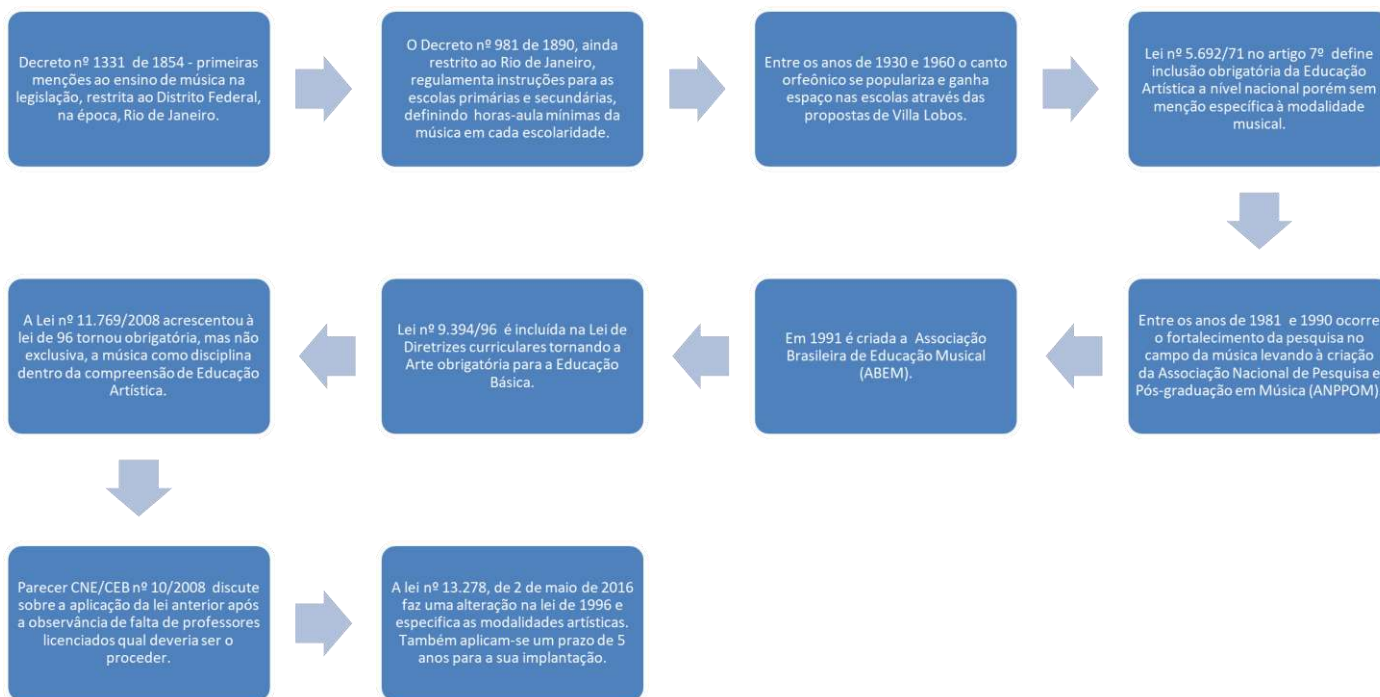 Decreto nº 1331 de 1854 - primeiras
menções ao ensino de música na
legislação, restrita ao Distrito Federal,
na época, Rio de Janeiro.
O Decreto nº 981 de 1890, ainda
restrito ao Rio de Janeiro,
regulamenta instruções para as
escolas primárias e secundárias,
definindo horas-aula mínimas da
música em cada escolaridade.
Entre os anos de 1930 e 1960 o canto
orfeônico se populariza e ganha
espaço nas escolas através das
propostas de Villa Lobos.
Lei nº 5.692/71 no artigo 7º define
inclusão obrigatória da Educação
Artística a nível nacional porém sem
menção específica à modalidade
musical.
Entre os anos de 1981 e 1990 ocorre
o fortalecimento da pesquisa no
campo da música levando à criação
da Associação Nacional de Pesquisa e
Pós-graduação em Música (ANPPOM)
Em 1991 é criada a Associação
Brasileira de Educação Musical
(ABEM).
Lei nº 9.394/96 é incluída na Lei de
Diretrizes curriculares tornando a
Arte obrigatória para a Educação
Básica.
A Lei nº 11.769/2008 acrescentou à
lei de 96 tornou obrigatória, mas não
exclusiva, a música como disciplina
dentro da compreensão de Educação
Artística.
Parecer CNE/CEB nº 10/2008 discute
sobre a aplicação da lei anterior após
a observância de falta de professores
licenciados qual deveria ser o
proceder.
A lei nº 13.278, de 2 de maio de 2016
faz uma alteração na lei de 1996 e
especifica as modalidades artísticas.
Também aplicam-se um prazo de 5
anos para a sua implantação.